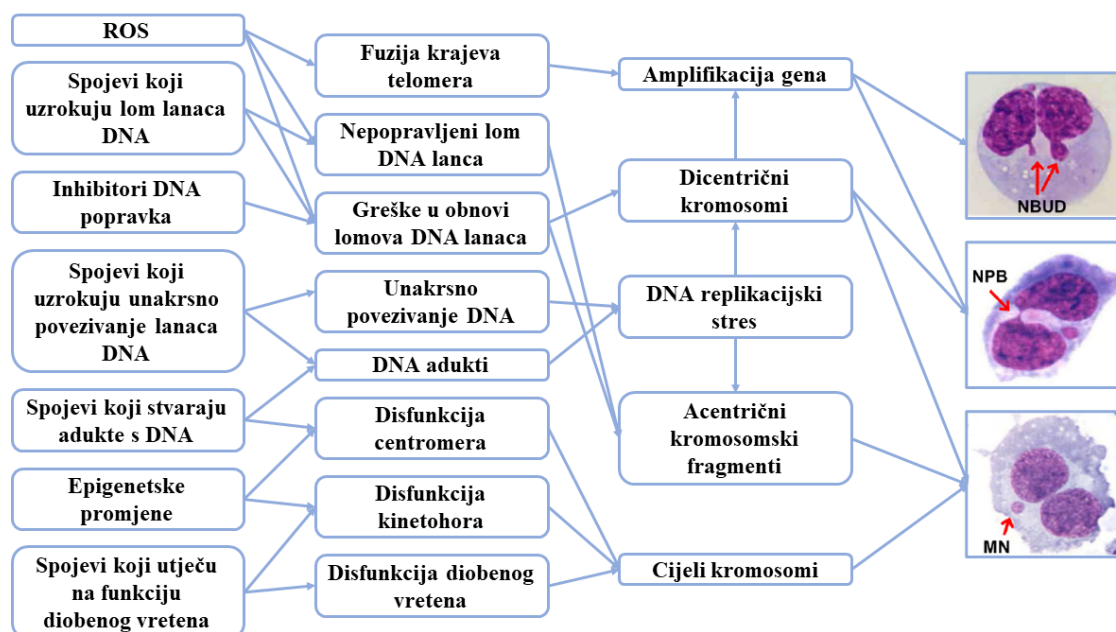 ROS
Spojevi koji
uzrokuju lom lanaca
DNA
Inhibitori DNA
popravka
Spojevi koji
uzrokuju unakrsno
povezivanje lanaca
DNA
Spojevi koji stvaraju
adukte s DNA
Epigenetske
promjene
Spojevi koji utječu
na funkciju
diobenog vretena
Fuzija krajeva
telomera
Nepopravljeni lom
DNA lanca
Greške u obnovi
lomova DNA lanaca
Unakrsno
povezivanje DNA
DNA adukti
Disfunkcija
centromera
Disfunkcija
kinetohora
Disfunkcija diobenog
vretena
Amplifikacija gena
Dicentrični
kromosomi
DNA replikacijski
stres
Acentrični
kromosomski
fragmenti
Cijeli kromosomi
NBUD
NPB
MN